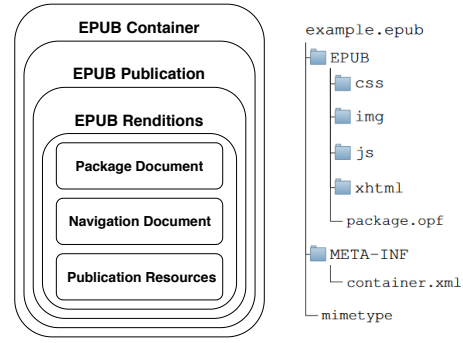 EPUB Container
EPUB Publication
EPUB Renditions
Package Document
Navigation Document
Publication Resources
example.epub
EPUB
css
img
js
xhtml
package.opf
META-INF
container.xml
mimetype